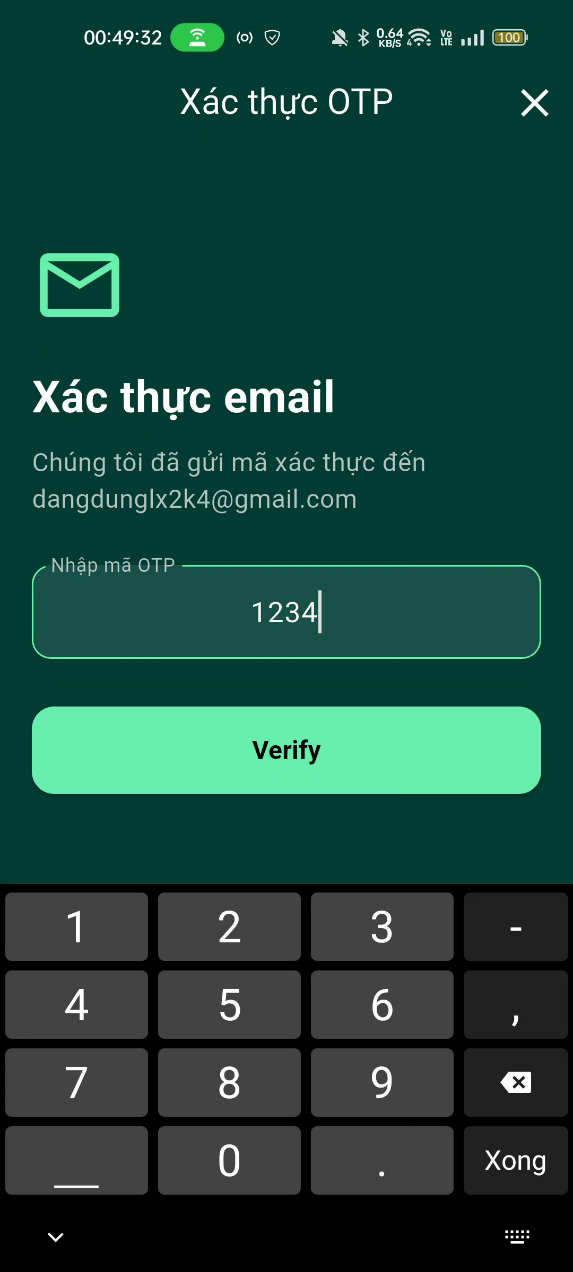 00:49:32 0.64 KB/S 4 Vo LTE 100
Xác thực OTP
Xác thực email
Chúng tôi đã gửi mã xác thực đến
dangdunglx2k4@gmail.com
Nhập mã OTP
1234
Verify
1 2 3 -
4 5 6 ,
7 8 9
_ 0 . Xong